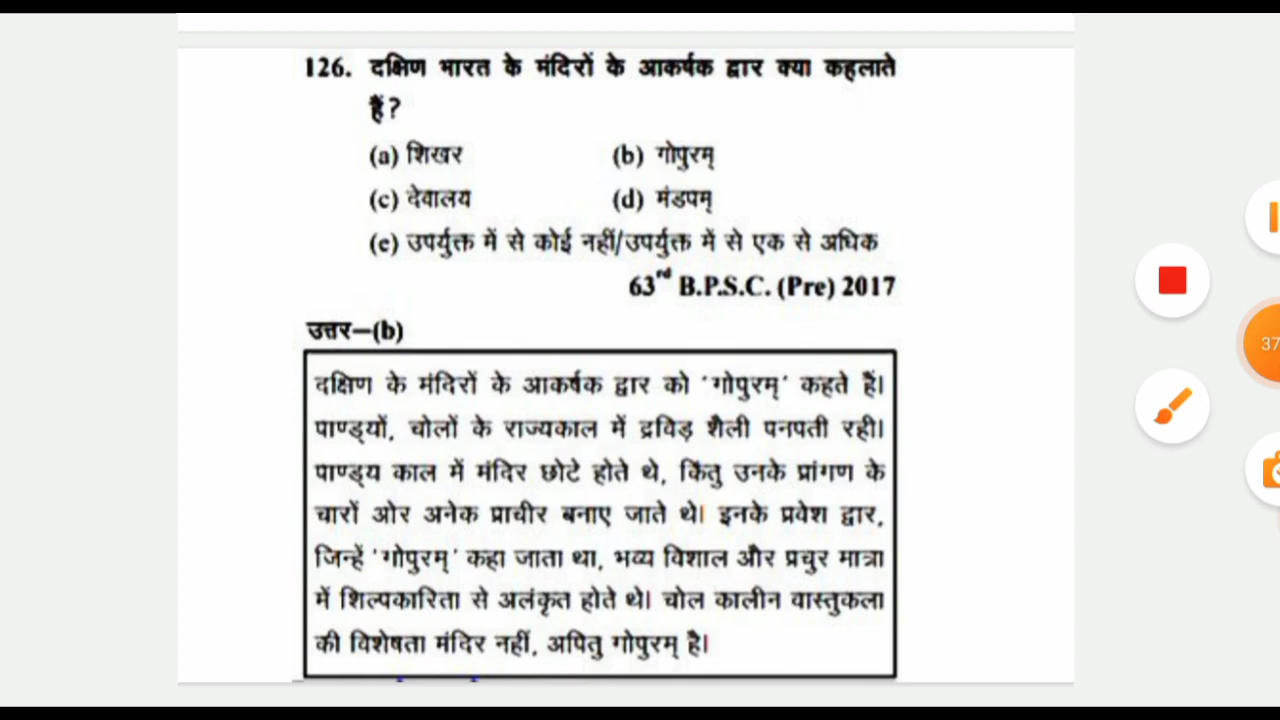 126. दक्षिण भारत के मंदिरों के आकर्षक द्वार क्या कहलाते
हैं?
(a) शिखर (b) गोपुरम्
(c) देवालय (d) मंडपम्
(e) उपर्युक्त में से कोई नहीं/उपर्युक्त में से एक से अधिक
63rd B.P.S.C. (Pre) 2017
उत्तर—(b)
दक्षिण के मंदिरों के आकर्षक द्वार को 'गोपुरम्' कहते हैं।
पाण्ड्यों, चोलों के राज्यकाल में द्रविड़ शैली पनपती रही।
पाण्ड्य काल में मंदिर छोटे होते थे, किंतु उनके प्रांगण के
चारों ओर अनेक प्राचीर बनाए जाते थे। इनके प्रवेश द्वार,
जिन्हें 'गोपुरम्' कहा जाता था, भव्य विशाल और प्रचुर मात्रा
में शिल्पकारिता से अलंकृत होते थे। चोल कालीन वास्तुकला
की विशेषता मंदिर नहीं, अपितु गोपुरम् है।
37